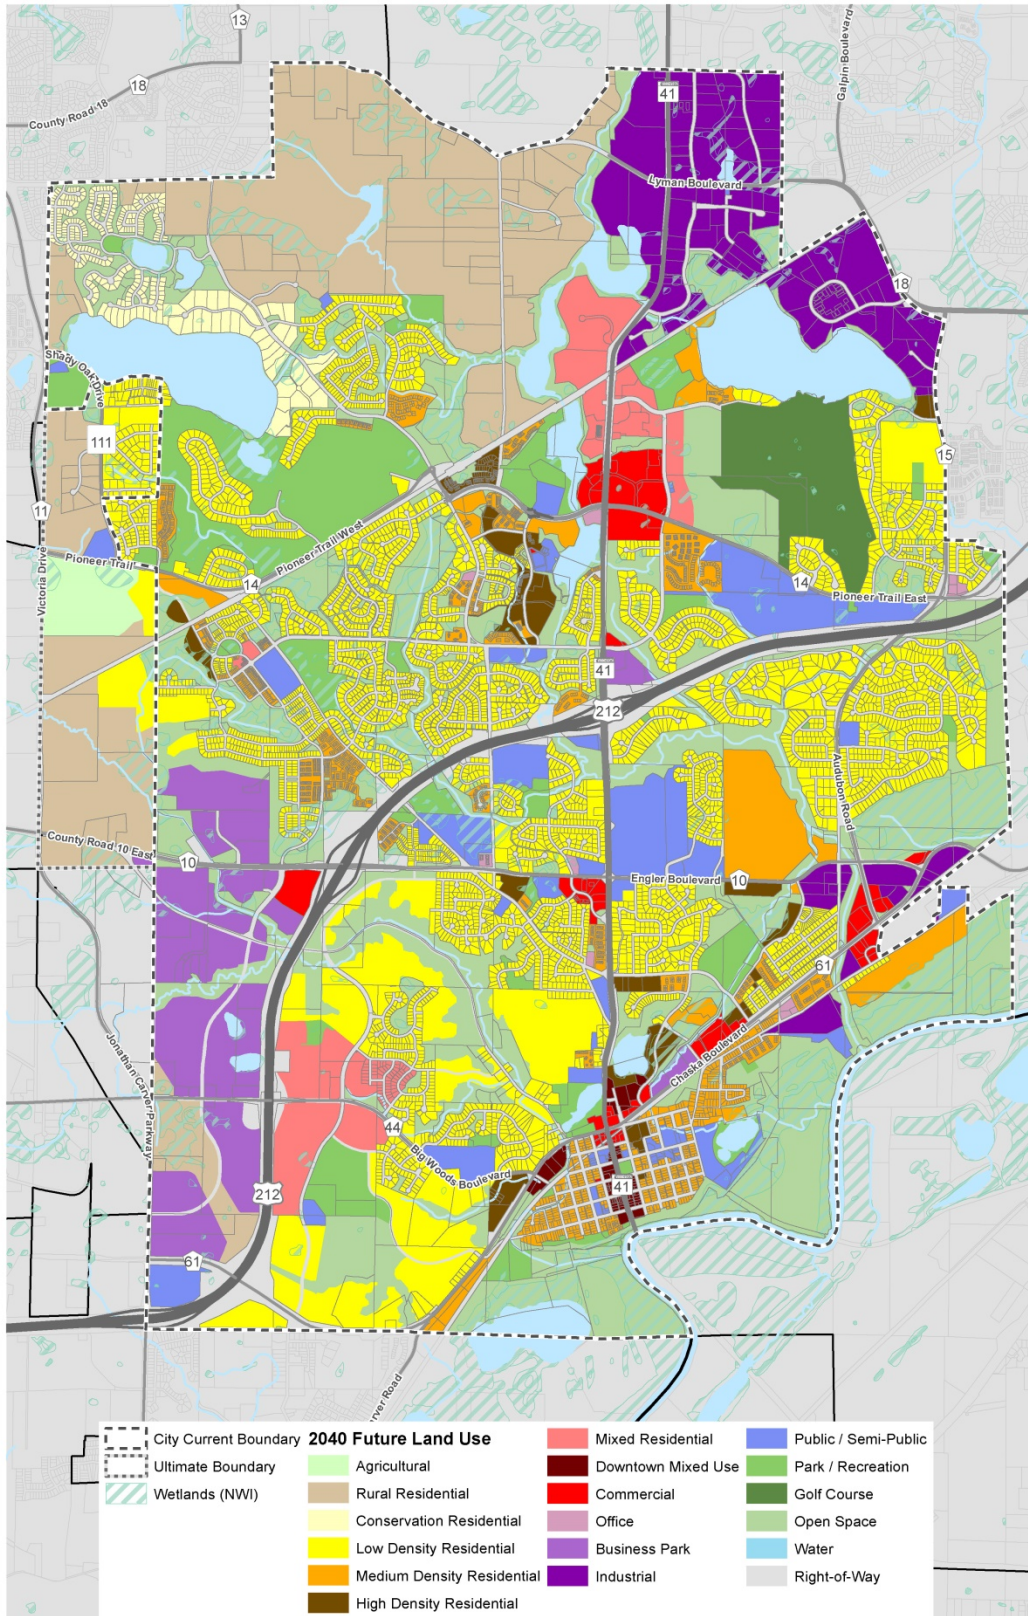 13
41
Galpin Boulevard
18
County Road 18
Lyman Boulevard
18
Shady Oak Drive
111
15
11
Victoria Drive
Pioneer Trail
14
Pioneer Trail West
14
Pioneer Trail East
41
212
Audubon Road
County Road 10 East
10
Engler Boulevard
10
61
Jonathan Carver Parkway
Chaska Boulevard
44
Big Woods Boulevard
212
41
61
arver Road
City Current Boundary
Ultimate Boundary
Wetlands (NWI)
2040 Future Land Use
Agricultural
Rural Residential
Conservation Residential
Low Density Residential
Medium Density Residential
High Density Residential
Mixed Residential
Downtown Mixed Use
Commercial
Office
Business Park
Industrial
Public / Semi-Public
Park / Recreation
Golf Course
Open Space
Water
Right-of-Way